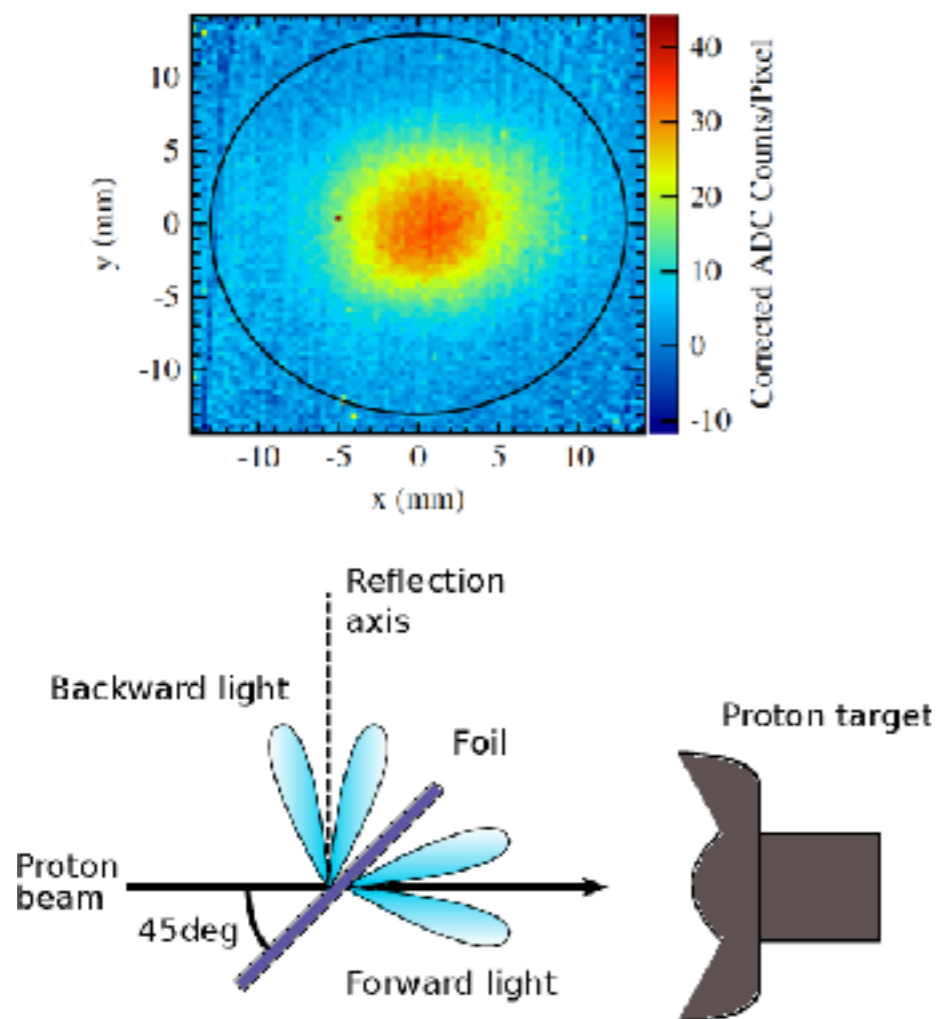 10
5
0
-5
-10
y (mm)
-10 -5 0 5 10
x (mm)
40
30
20
10
0
-10
Corrected ADC Counts/Pixel
Reflection
axis
Backward light
Foil
Proton target
Proton
beam
45deg
Forward light